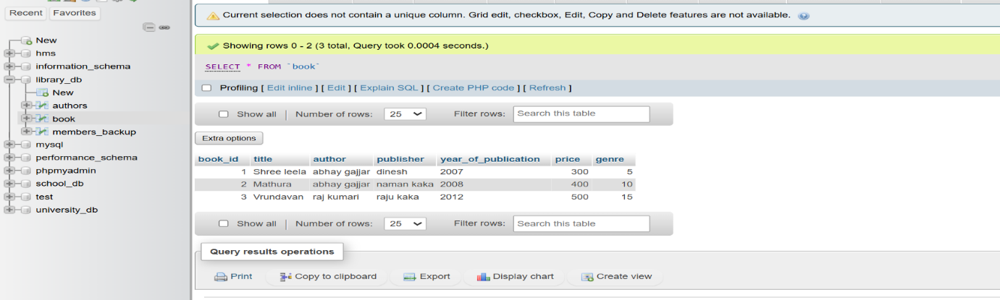 Recent Favorites
New
hms
information_schema
library_db
New
authors
book
members_backup
mysql
performance_schema
phpmyadmin
school_db
test
university_db
Current selection does not contain a unique column. Grid edit, checkbox, Edit, Copy and Delete features are not available.
Showing rows 0 - 2 (3 total, Query took 0.0004 seconds.)
SELECT * FROM `book`
Profiling [ Edit inline ] [ Edit ] [ Explain SQL ] [ Create PHP code ] [ Refresh ]
Show all | Number of rows: 25 Filter rows: Search this table
Extra options
book_id title author publisher year_of_publication price genre
1 Shree leela abhay gajjar dinesh 2007 300 5
2 Mathura abhay gajjar naman kaka 2008 400 10
3 Vrundavan raj kumari raju kaka 2012 500 15
Show all | Number of rows: 25 Filter rows: Search this table
Query results operations
Print Copy to clipboard Export Display chart Create view